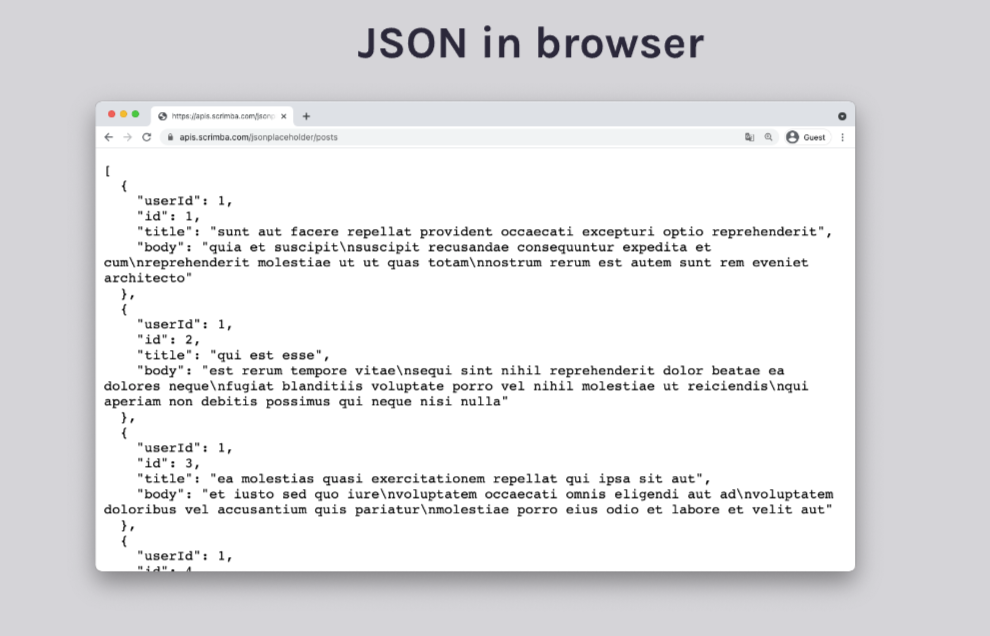 JSON in browser
https://apis.scrimba.com/json
apis.scrimba.com/jsonplaceholder/posts
Guest
[
{
"userId": 1,
"id": 1,
"title": "sunt aut facere repellat provident occaecati excepturi optio reprehenderit",
"body": "quia et suscipit\nsuscipit recusandae consequuntur expedita et
cum\nreprehenderit molestiae ut ut quas totam\nnostrum rerum est autem sunt rem eveniet
architecto"
},
{
"userId": 1,
"id": 2,
"title": "qui est esse",
"body": "est rerum tempore vitae\nsequi sint nihil reprehenderit dolor beatae ea
dolores neque\nfugiat blanditiis voluptate porro vel nihil molestiae ut reiciendis\nqui
aperiam non debitis possimus qui neque nisi nulla"
},
{
"userId": 1,
"id": 3,
"title": "ea molestias quasi exercitationem repellat qui ipsa sit aut",
"body": "et iusto sed quo iure\nvoluptatem occaecati omnis eligendi aut ad\nvoluptatem
doloribus vel accusantium quis pariatur\nmolestiae porro eius odio et labore et velit aut"
},
{
"userId": 1,
"id": 4